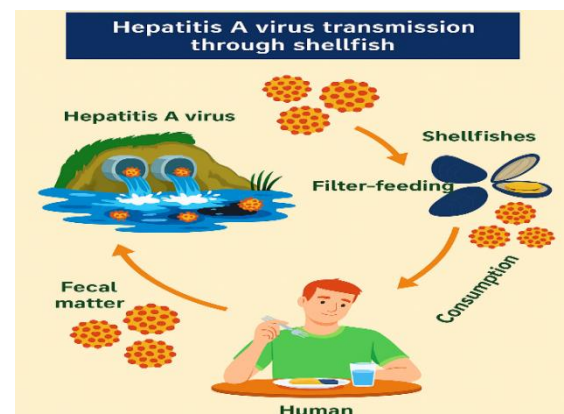 Hepatitis A virus transmission
through shellfish
Hepatitis A virus
Shellfishes
Filter-feeding
Consumption
Fecal
matter
Human